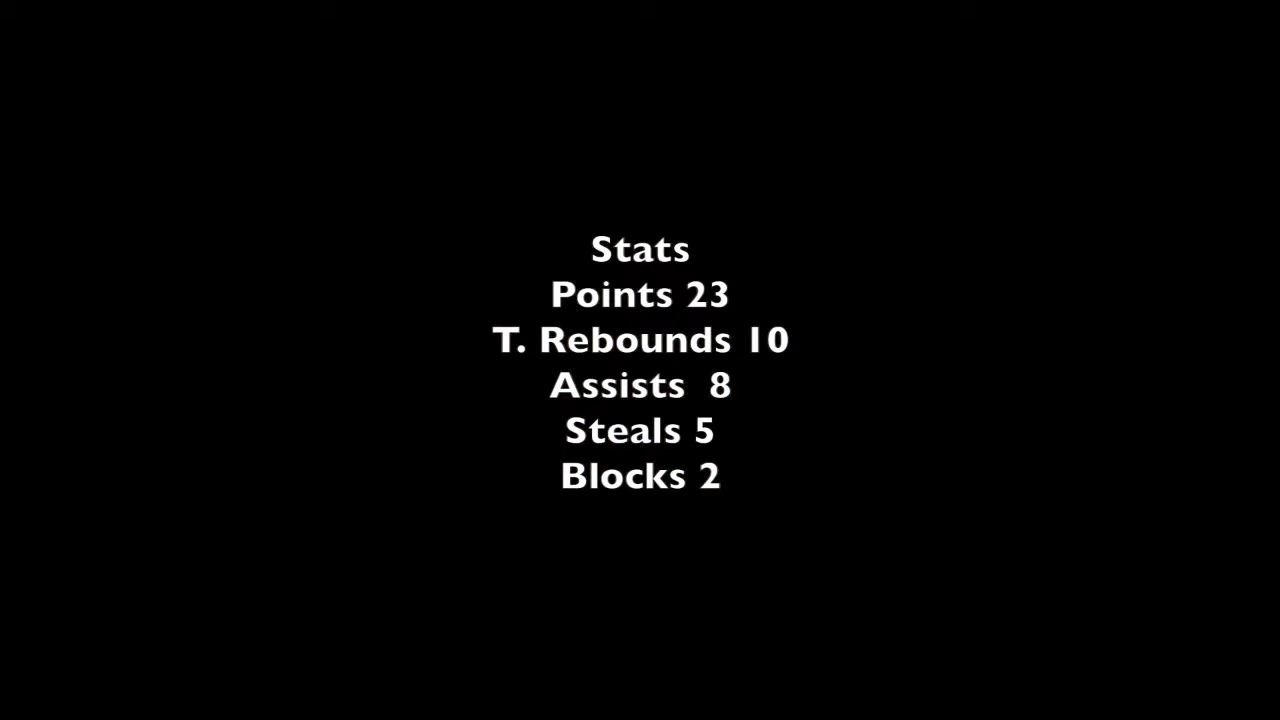 Stats
Points 23
T. Rebounds 10
Assists  8
Steals 5
Blocks 2